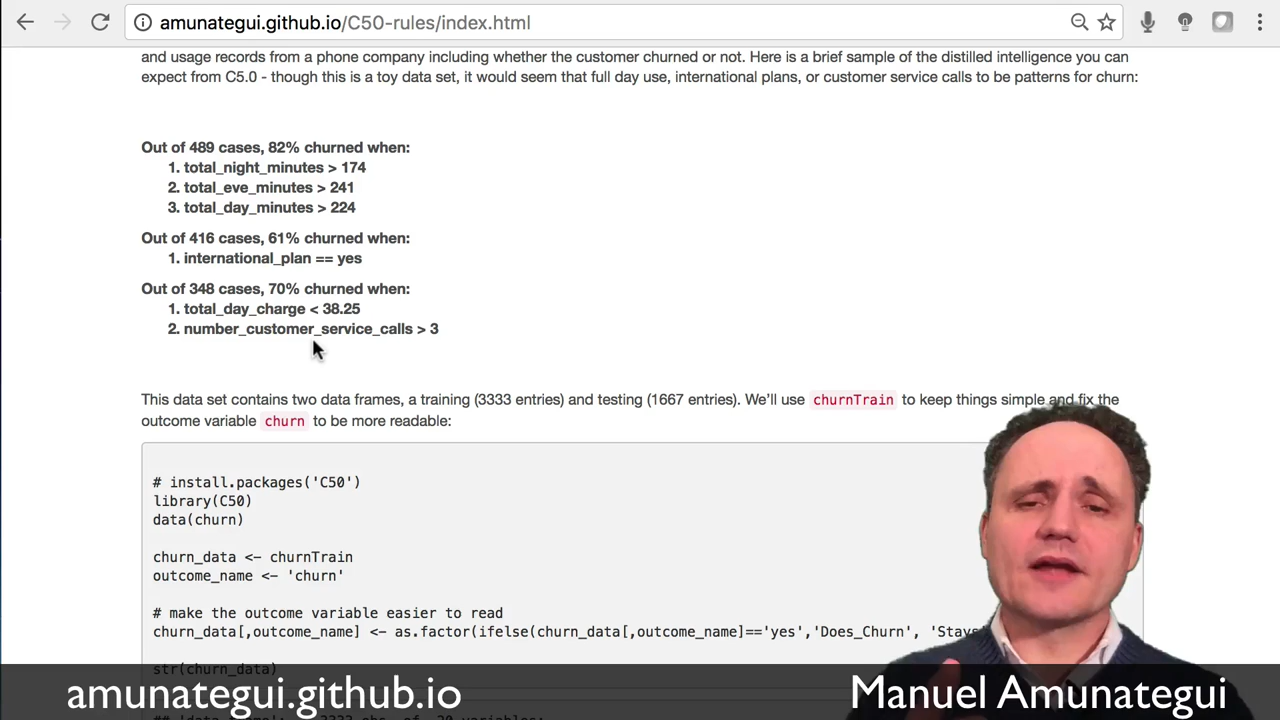 amunategui.github.io/C50-rules/index.html
and usage records from a phone company including whether the customer churned or not. Here is a brief sample of the distilled intelligence you can
expect from C5.0 - though this is a toy data set, it would seem that full day use, international plans, or customer service calls to be patterns for churn:
Out of 489 cases, 82% churned when:
1. total_night_minutes > 174
2. total_eve_minutes > 241
3. total_day_minutes > 224
Out of 416 cases, 61% churned when:
1. international_plan == yes
Out of 348 cases, 70% churned when:
1. total_day_charge < 38.25
2. number_customer_service_calls > 3
This data set contains two data frames, a training (3333 entries) and testing (1667 entries). We'll use churnTrain to keep things simple and fix the
outcome variable churn to be more readable:
# install.packages('C50')
library(C50)
data(churn)
churn_data <- churnTrain
outcome_name <- 'churn'
# make the outcome variable easier to read
churn_data[,outcome_name] <- as.factor(ifelse(churn_data[,outcome_name]=='yes','Does_Churn', 'Stays
str(churn_data)
## 'data.frame': 3333 obs. of 20 variables:
amunategui.github.io
Manuel Amunategui